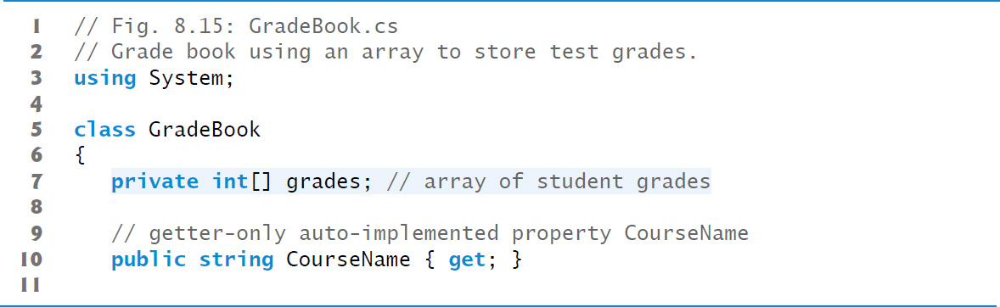 1 // Fig. 8.15: GradeBook.cs
2 // Grade book using an array to store test grades.
3 using System;
4
5 class GradeBook
6 {
7 private int[] grades; // array of student grades
8
9 // getter-only auto-implemented property CourseName
10 public string CourseName { get; }
11